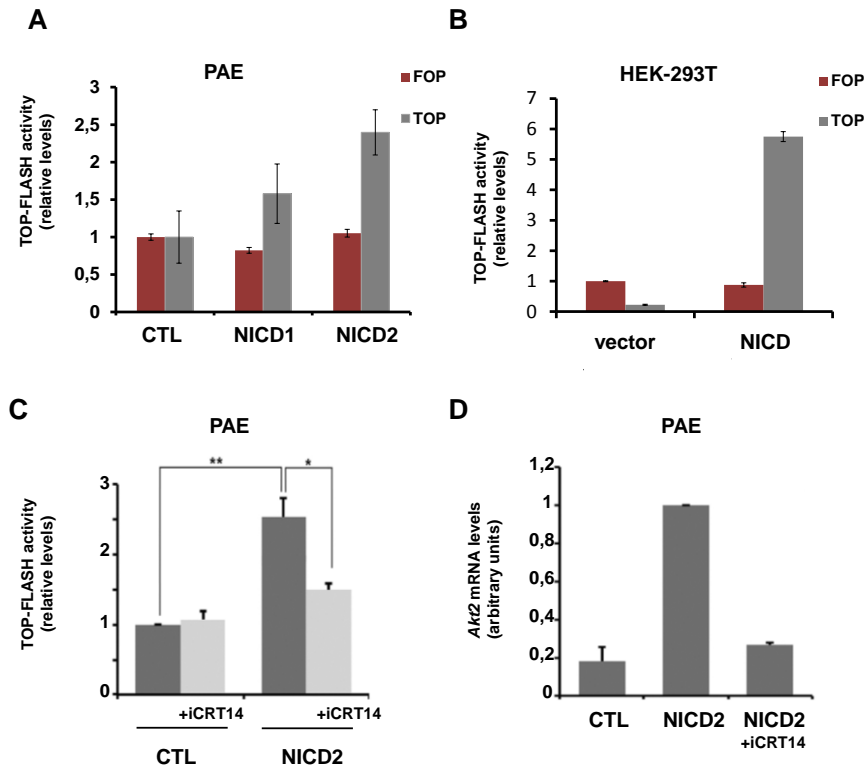 A
PAE
FOP
TOP
TOP-FLASH activity
(relative levels)
3
2,5
2
1,5
1
0,5
0
CTL NICD1 NICD2
B
HEK-293T
FOP
TOP
TOP-FLASH activity
(relative levels)
7
6
5
4
3
2
1
0
vector NICD
C
PAE
TOP-FLASH activity
(relative levels)
3
2
1
0
** *
+iCRT14 +iCRT14
CTL NICD2
D
PAE
Akt2 mRNA levels
(arbitrary units)
1,2
1
0,8
0,6
0,4
0,2
0
CTL NICD2 NICD2
+iCRT14